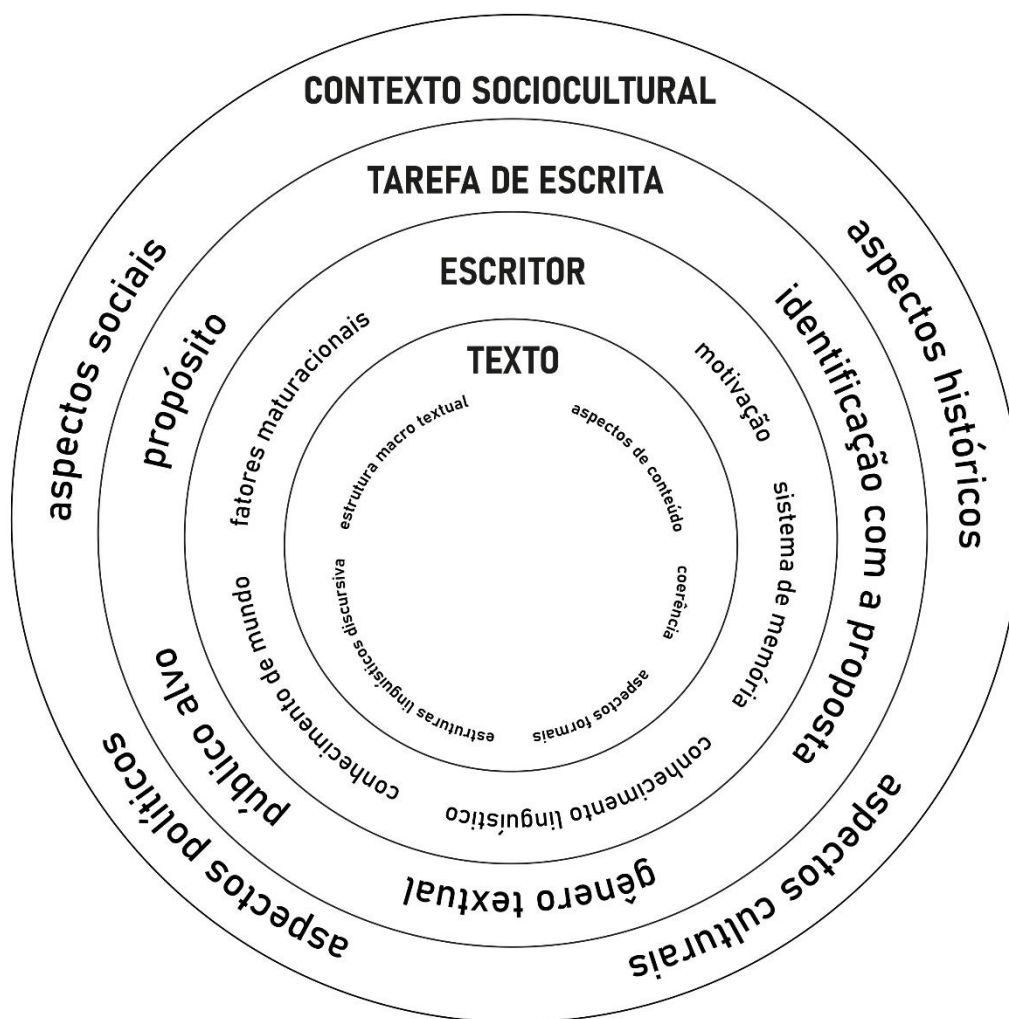 CONTEXTO SOCIOCULTURAL
aspectos sociais
aspectos históricos
aspectos culturais
aspectos políticos
TAREFA DE ESCRITA
propósito
identificação com a proposta
gênero textual
público alvo
ESCRITOR
fatores maturacionais
motivação
sistema de memória
conhecimento linguístico
conhecimento de mundo
TEXTO
estrutura macro textual
aspectos de conteúdo
coerência
aspectos formais
estruturas linguísticos discursiva